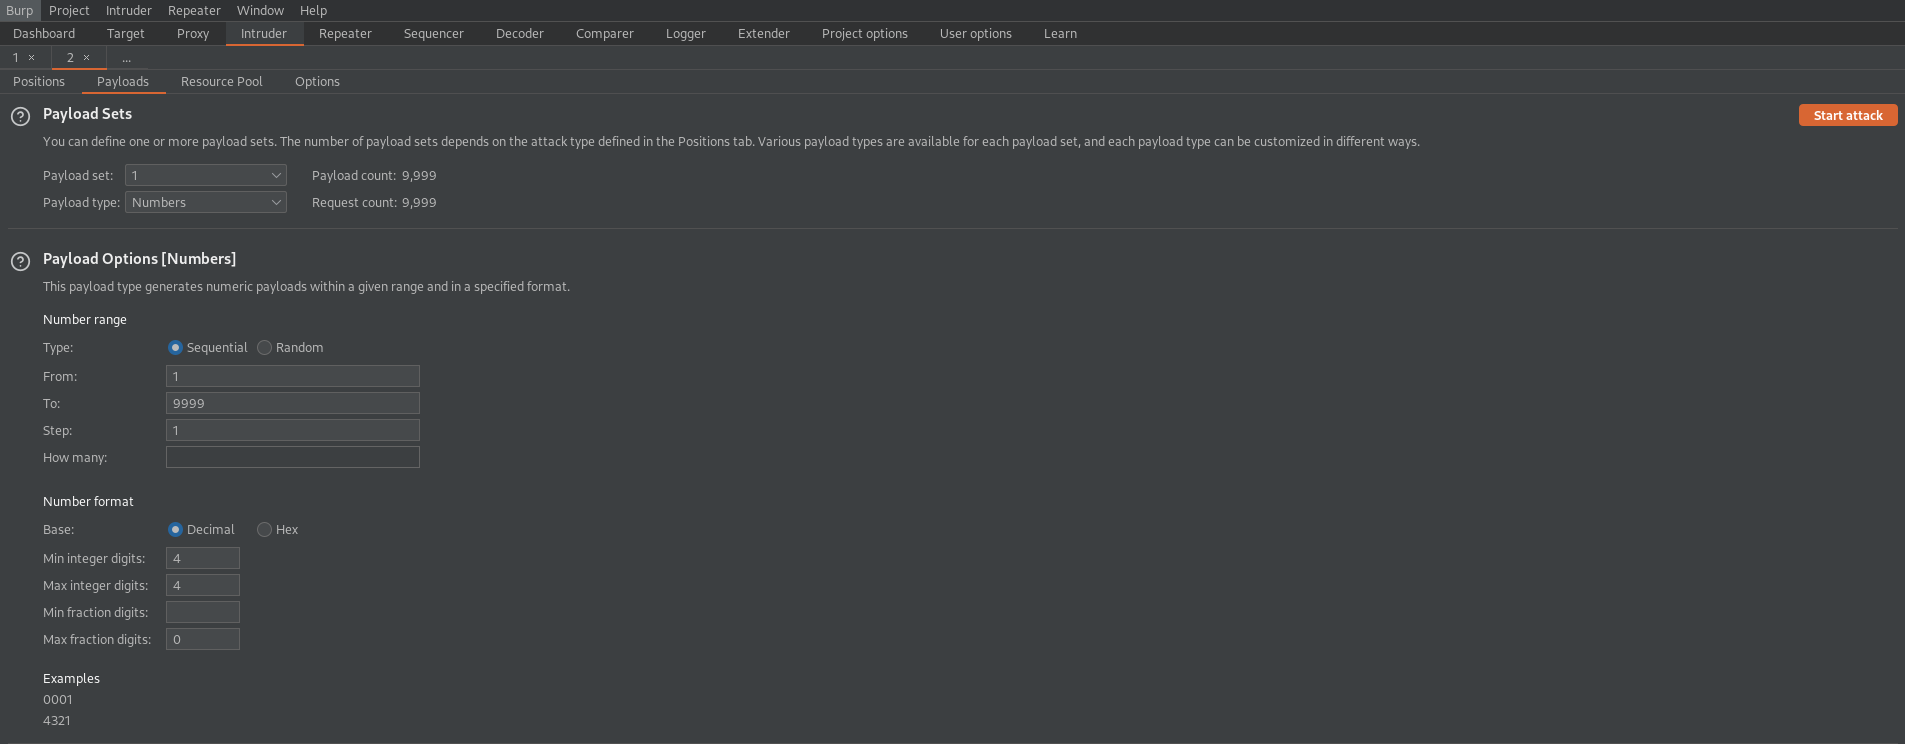 Burp Project Intruder Repeater Window Help
Dashboard Target Proxy Intruder Repeater Sequencer Decoder Comparer Logger Extender Project options User options Learn
1 × 2 × ...
Positions Payloads Resource Pool Options
? Payload Sets Start attack
You can define one or more payload sets. The number of payload sets depends on the attack type defined in the Positions tab. Various payload types are available for each payload set, and each payload type can be customized in different ways.
Payload set: 1 Payload count: 9,999
Payload type: Numbers Request count: 9,999
? Payload Options [Numbers]
This payload type generates numeric payloads within a given range and in a specified format.
Number range
Type: Sequential Random
From: 1
To: 9999
Step: 1
How many:
Number format
Base: Decimal Hex
Min integer digits: 4
Max integer digits: 4
Min fraction digits:
Max fraction digits: 0
Examples
0001
4321